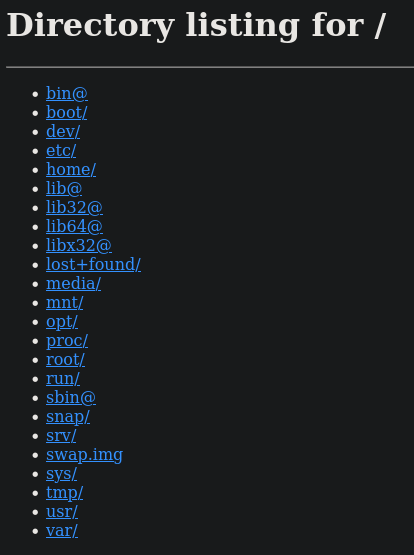 Directory listing for /
bin@
boot/
dev/
etc/
home/
lib@
lib32@
lib64@
libx32@
lost+found/
media/
mnt/
opt/
proc/
root/
run/
sbin@
snap/
srv/
swap.img
sys/
tmp/
usr/
var/